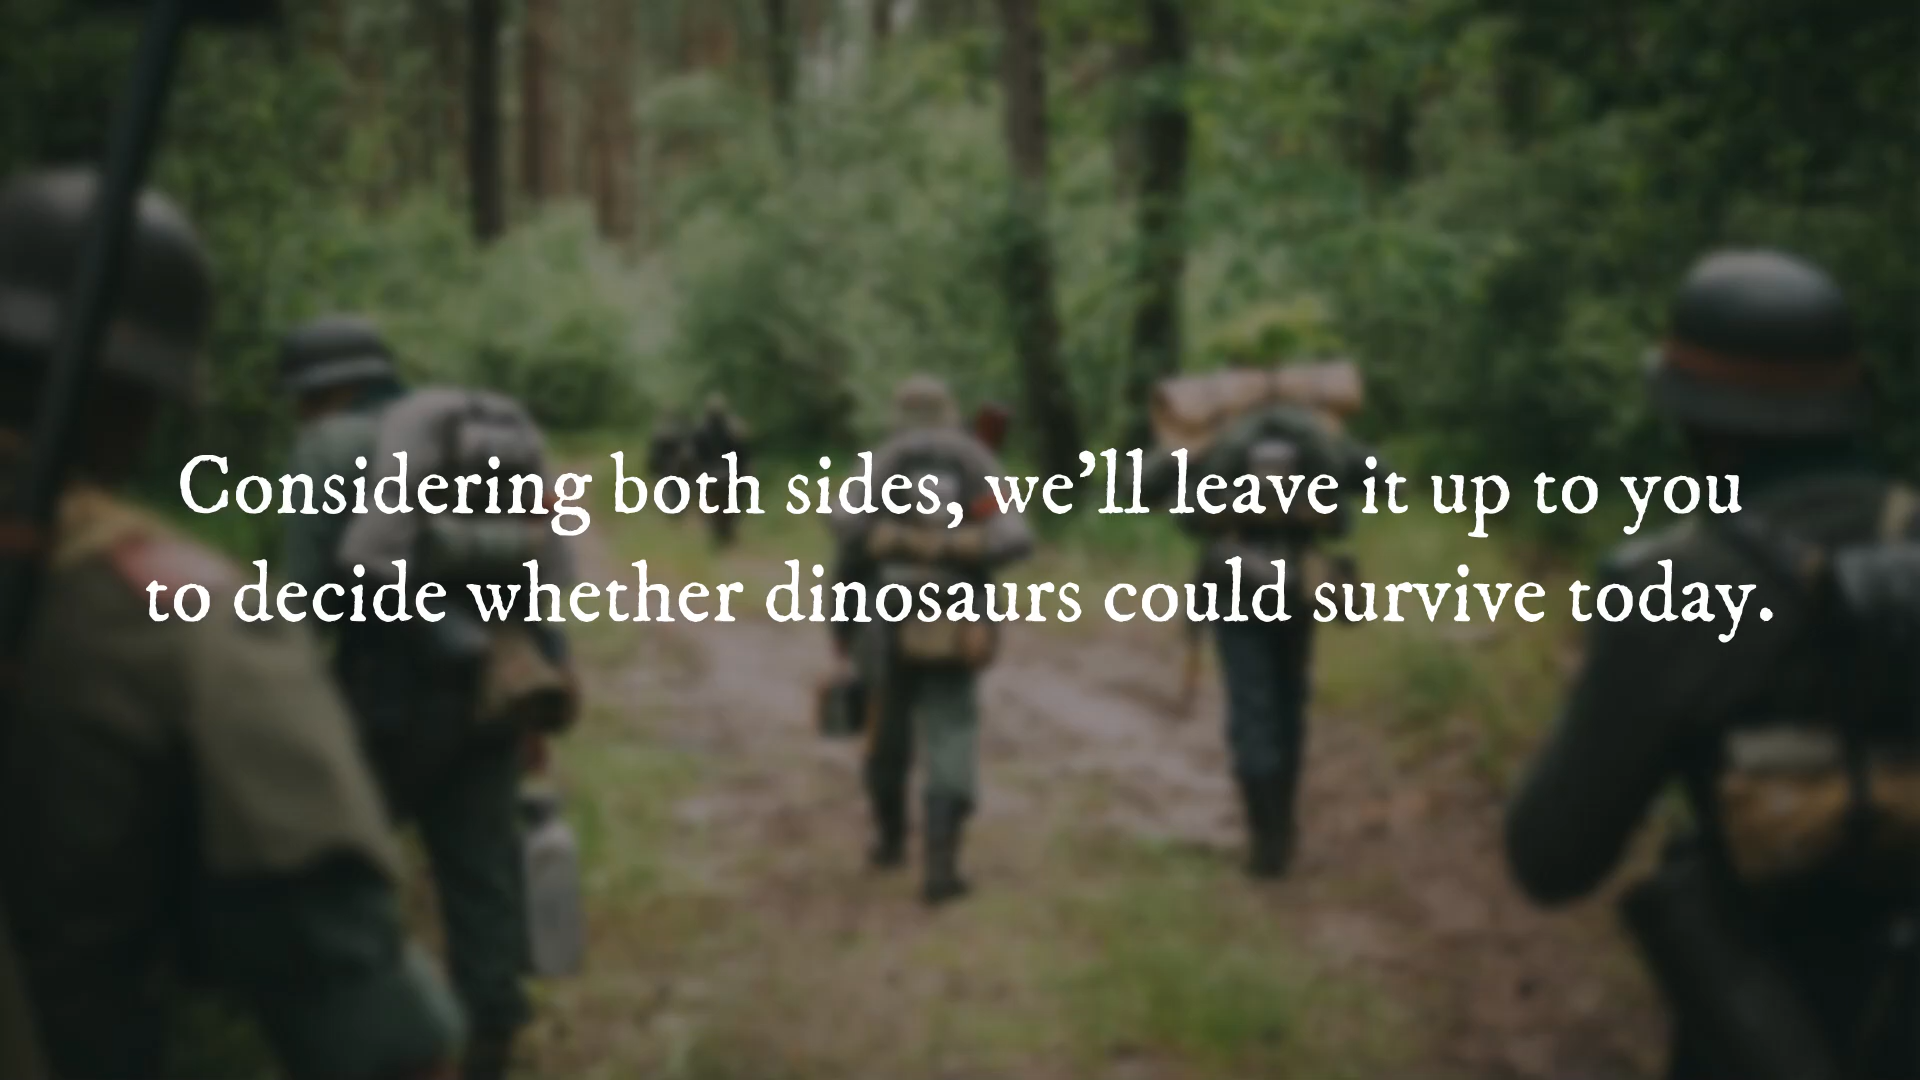 Considering both sides, we’ll leave it up to you
to decide whether dinosaurs could survive today.